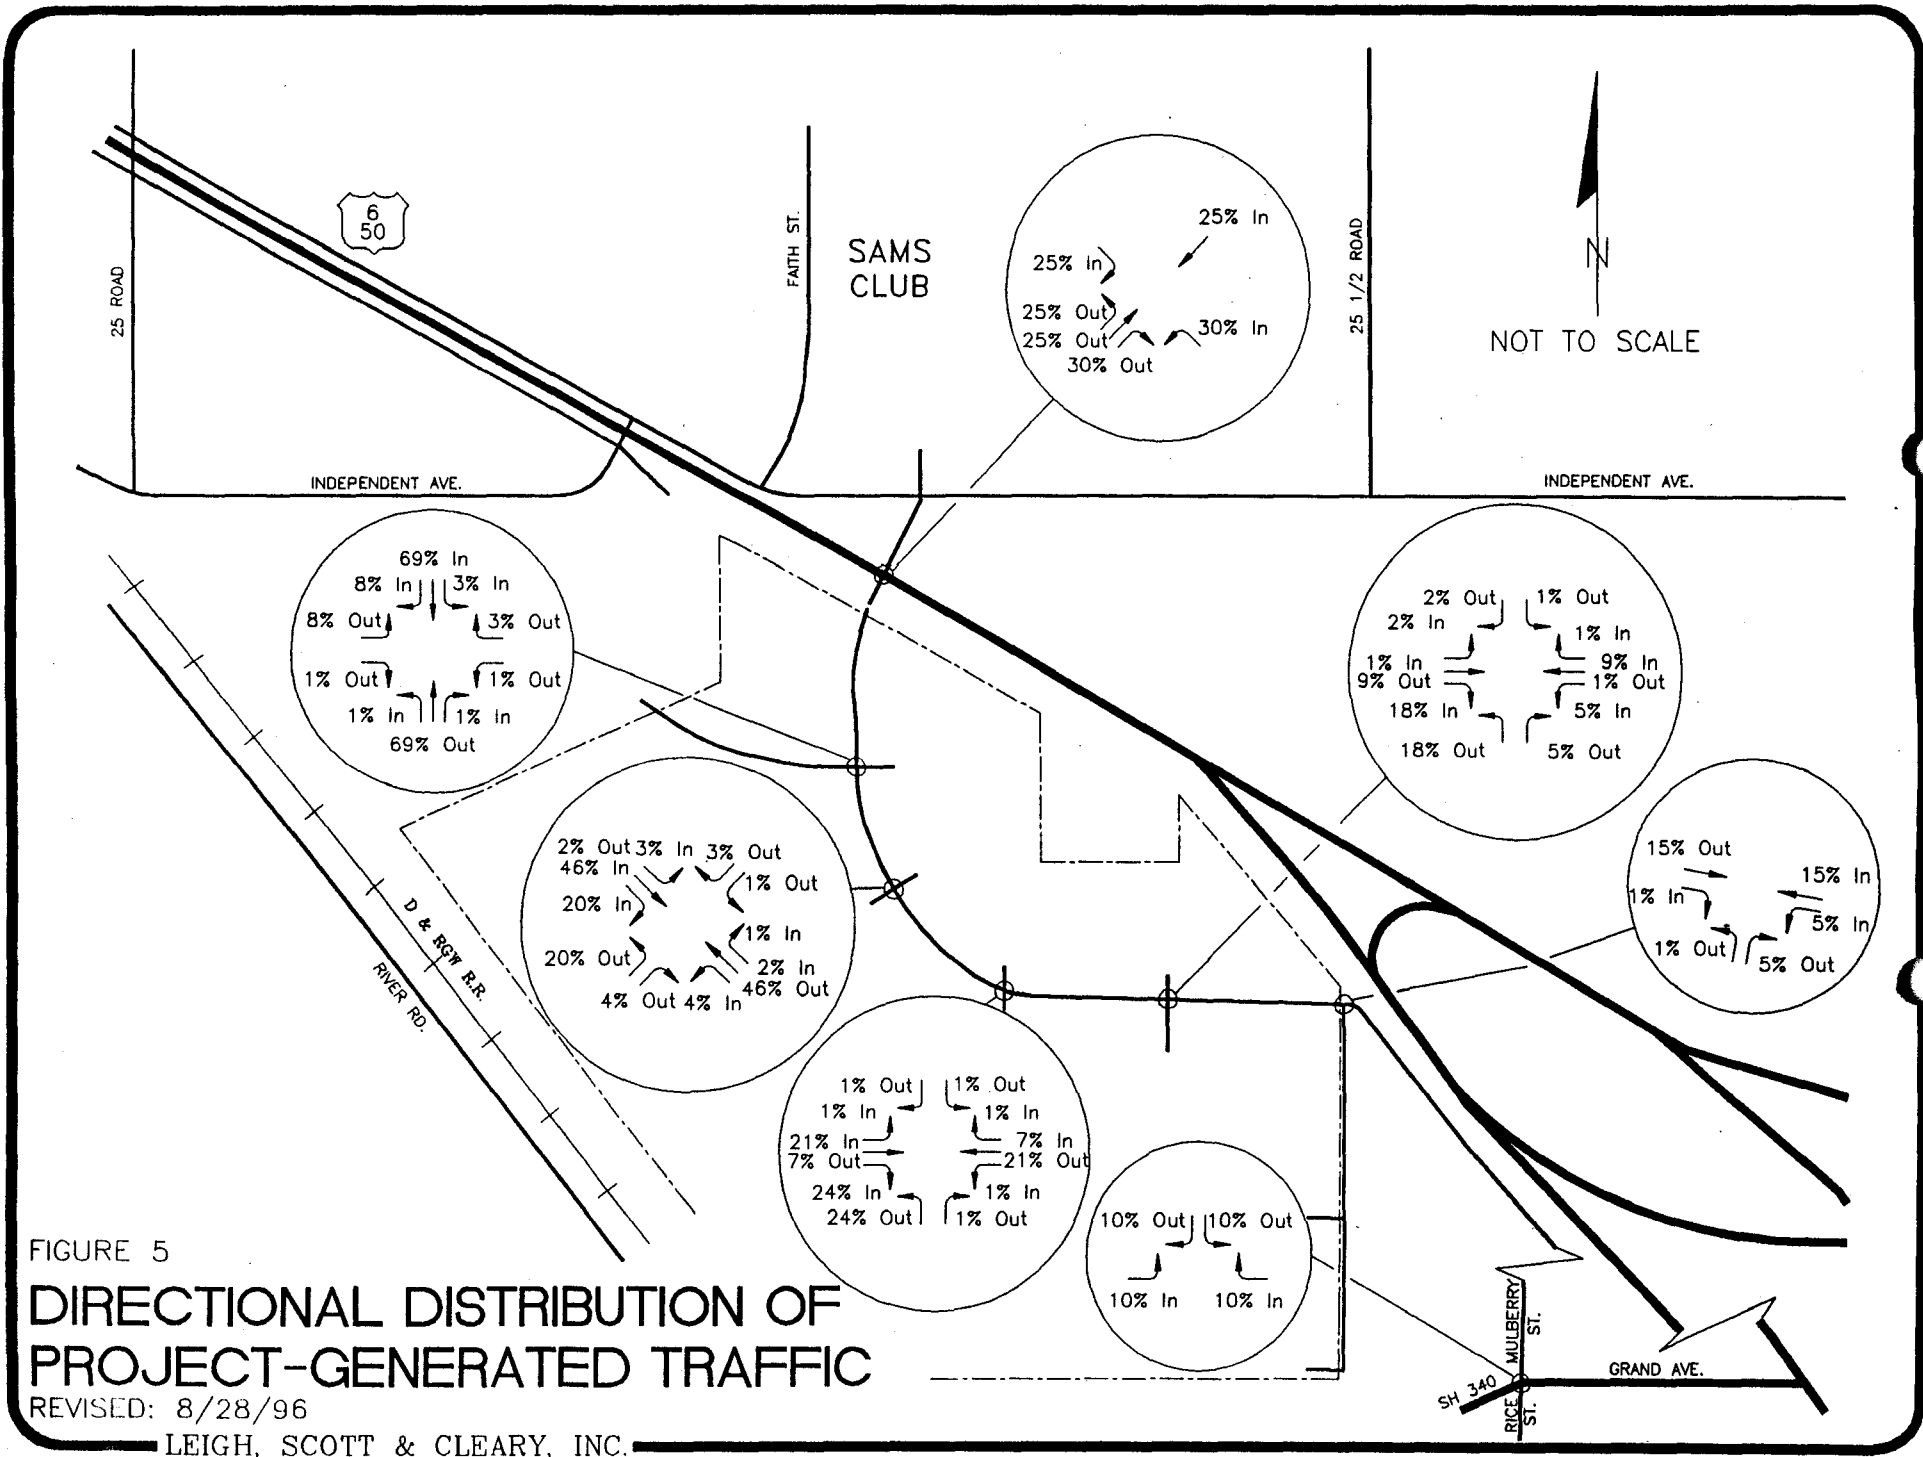 6
50
25 ROAD
FAITH ST.
SAMS
CLUB
25% In
25% In
25% Out
25% Out
30% In
30% Out
25 1/2 ROAD
N
NOT TO SCALE
INDEPENDENT AVE.
INDEPENDENT AVE.
69% In
8% In
3% In
8% Out
3% Out
1% Out
1% Out
1% In
1% In
69% Out
2% Out
1% Out
2% In
1% In
1% In
9% In
9% Out
1% Out
18% In
5% In
18% Out
5% Out
15% Out
15% In
1% In
5% In
1% Out
5% Out
2% Out
3% In
3% Out
46% In
1% Out
20% In
1% In
20% Out
2% In
46% Out
4% Out
4% In
D & RGW R.R.
RIVER RD.
1% Out
1% Out
1% In
1% In
21% In
7% In
7% Out
21% Out
24% In
1% In
24% Out
1% Out
10% Out
10% Out
10% In
10% In
MULBERRY
ST.
GRAND AVE.
SH 340
RICE
ST.
FIGURE 5
DIRECTIONAL DISTRIBUTION OF
PROJECT-GENERATED TRAFFIC
REVISED: 8/28/96
LEIGH, SCOTT & CLEARY, INC.